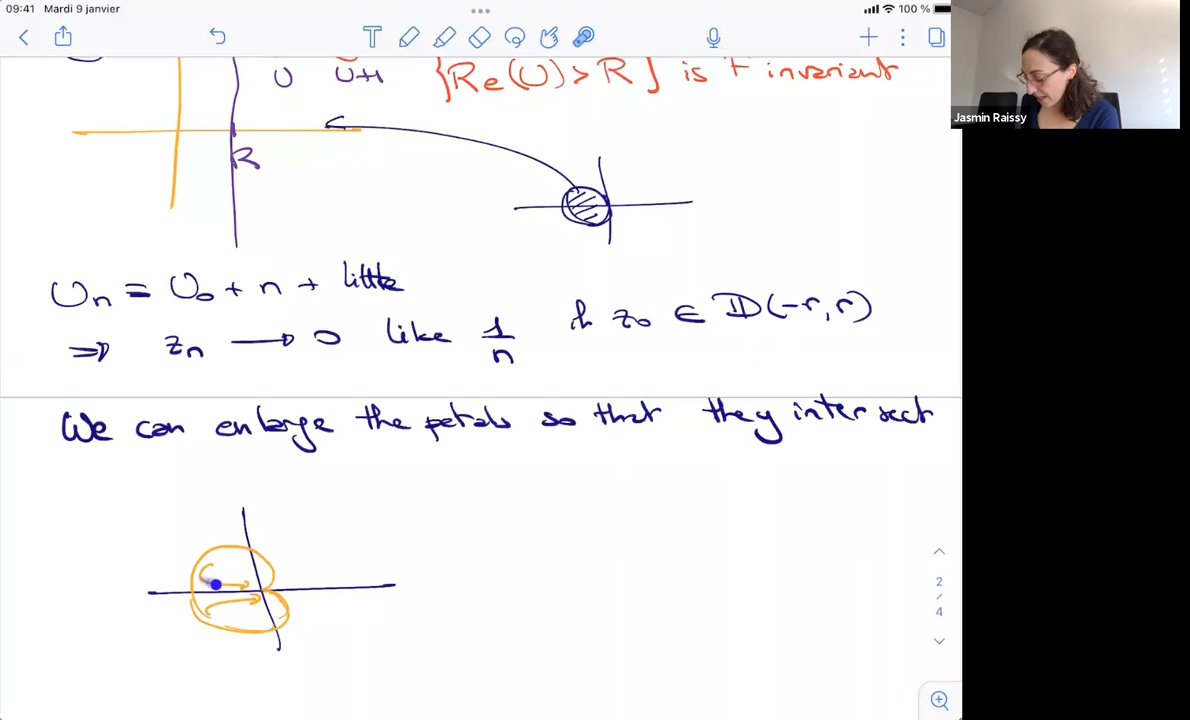 09:41 Mardi 9 janvier
100 %
Jasmin Raissy
U U+1 {Re(U)>R} is F invariant
R
Un = U0 + n + little
⇒ zn → 0 like 1/n if z0 ∈ D(-r,r)
We can enlarge the petals so that they intersect
2
/
4